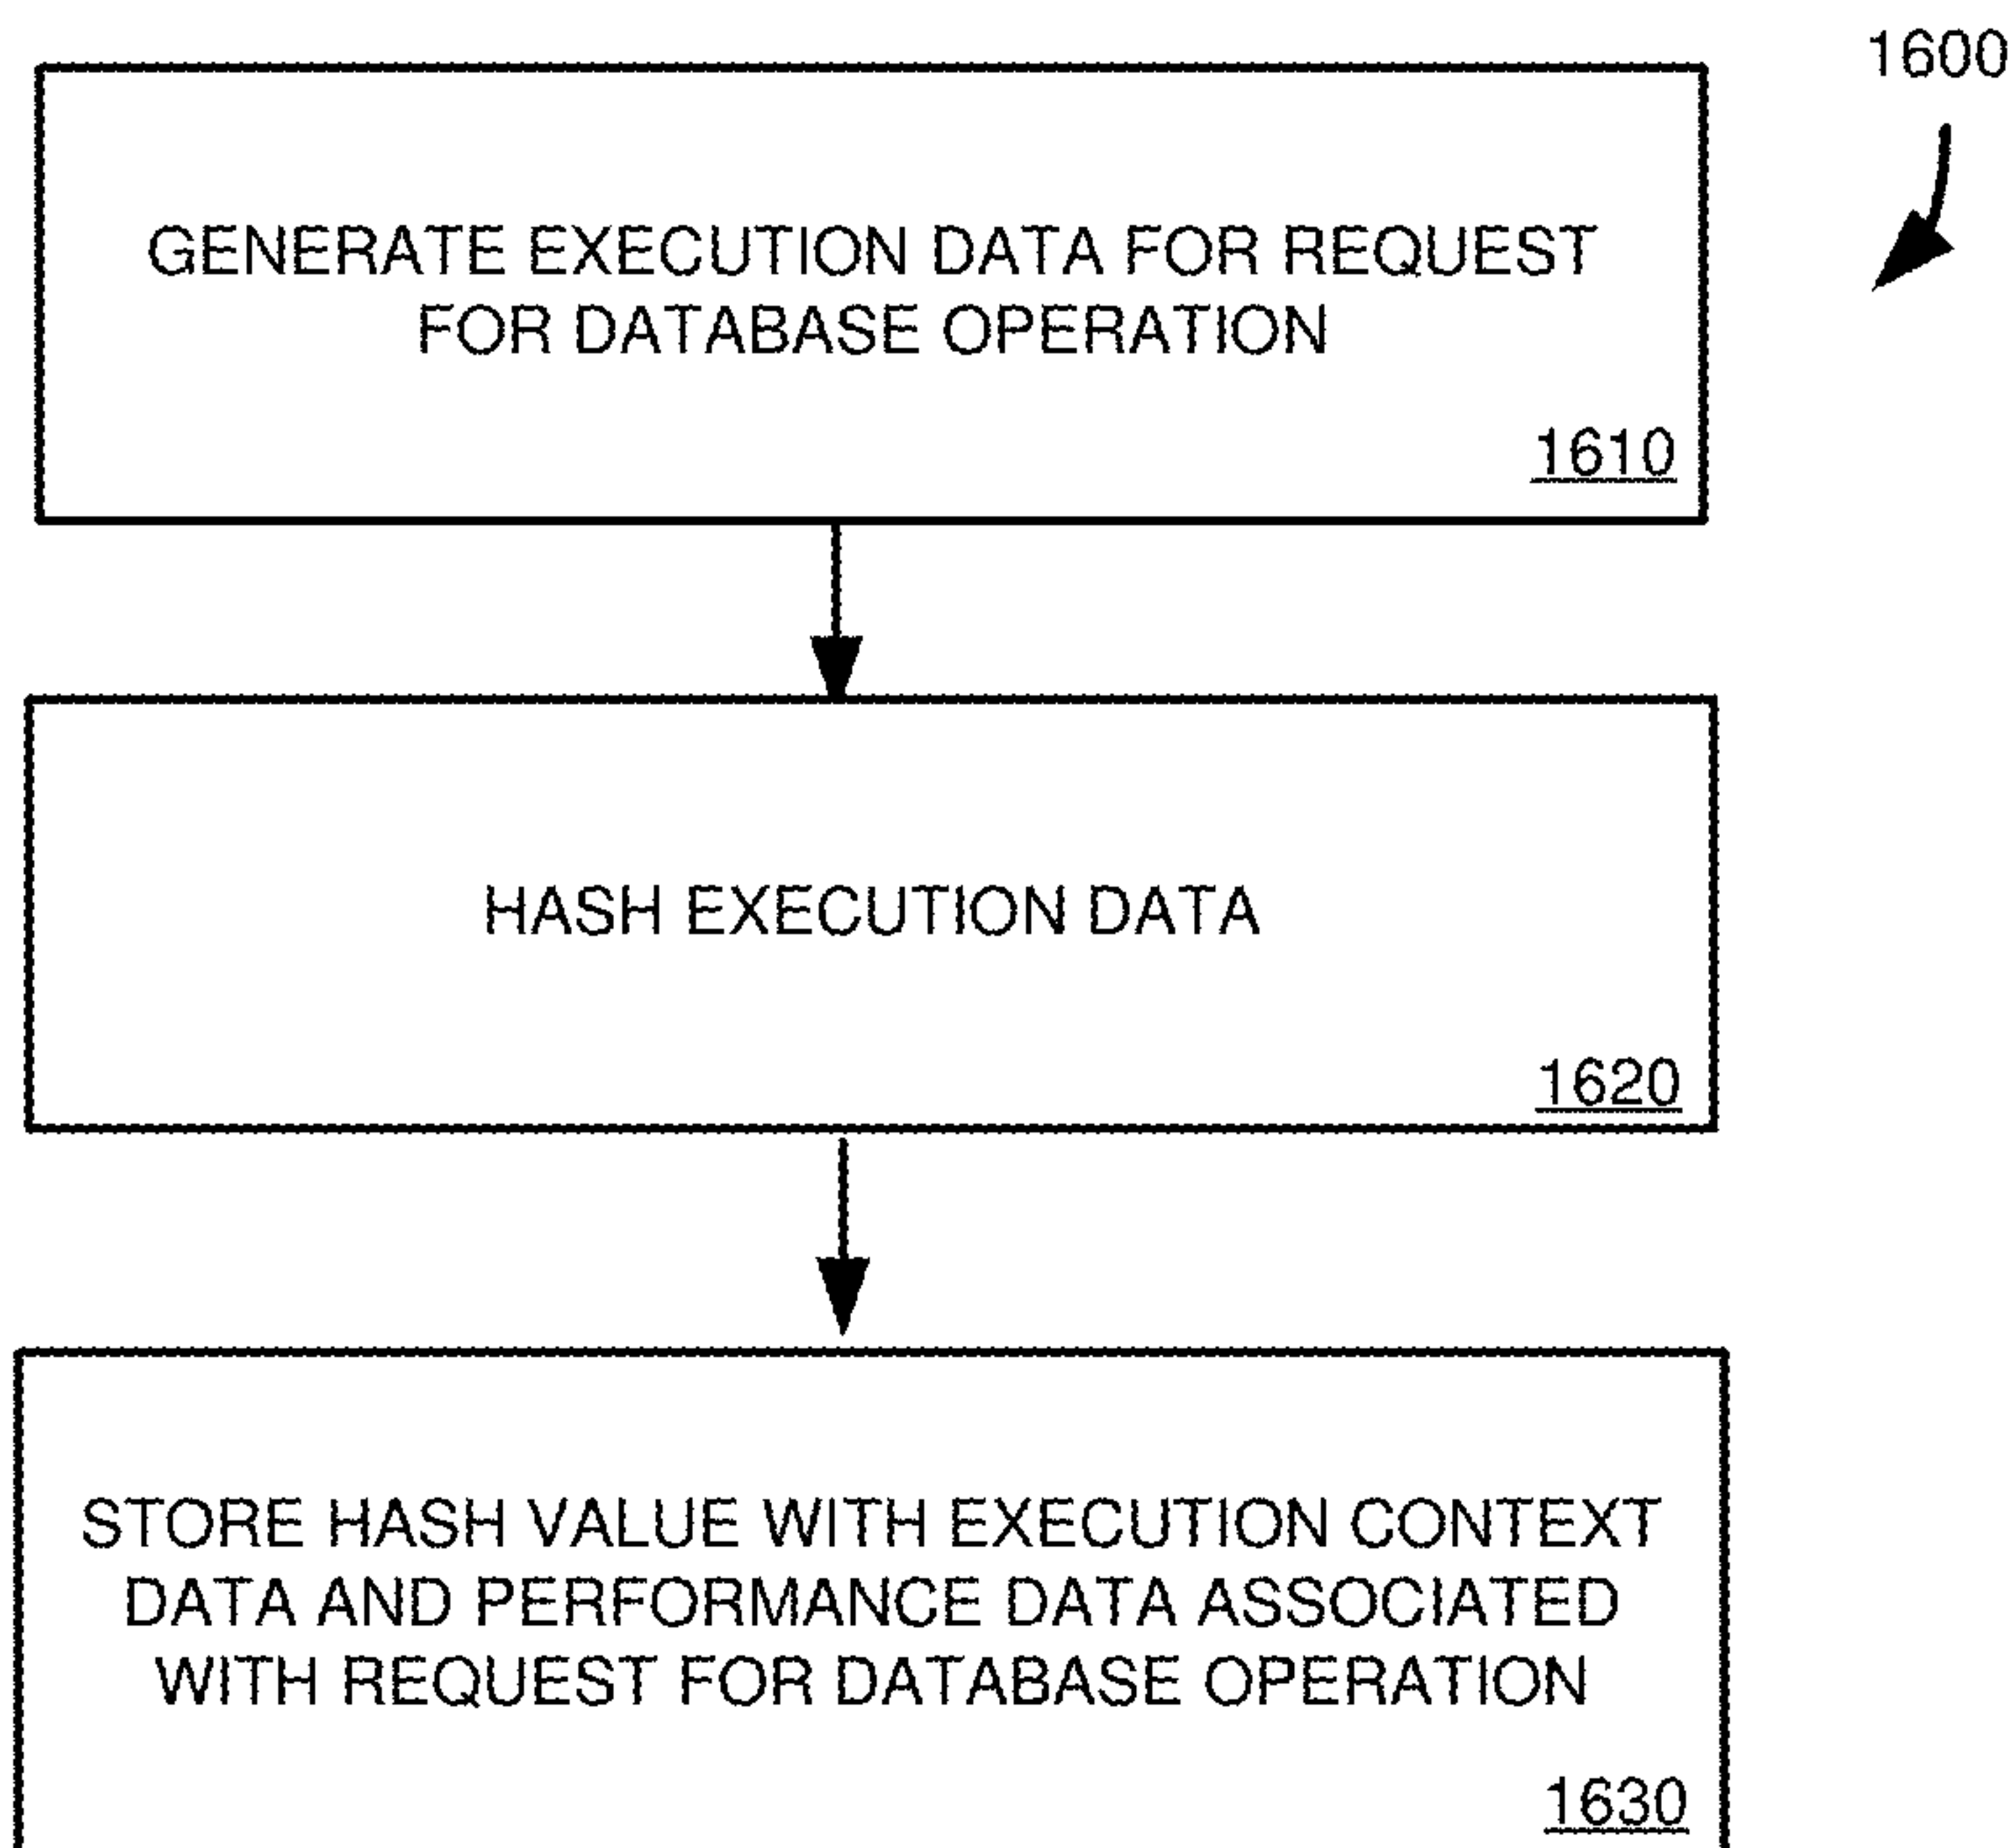 1600
GENERATE EXECUTION DATA FOR REQUEST
FOR DATABASE OPERATION
1610
HASH EXECUTION DATA
1620
STORE HASH VALUE WITH EXECUTION CONTEXT
DATA AND PERFORMANCE DATA ASSOCIATED
WITH REQUEST FOR DATABASE OPERATION
1630